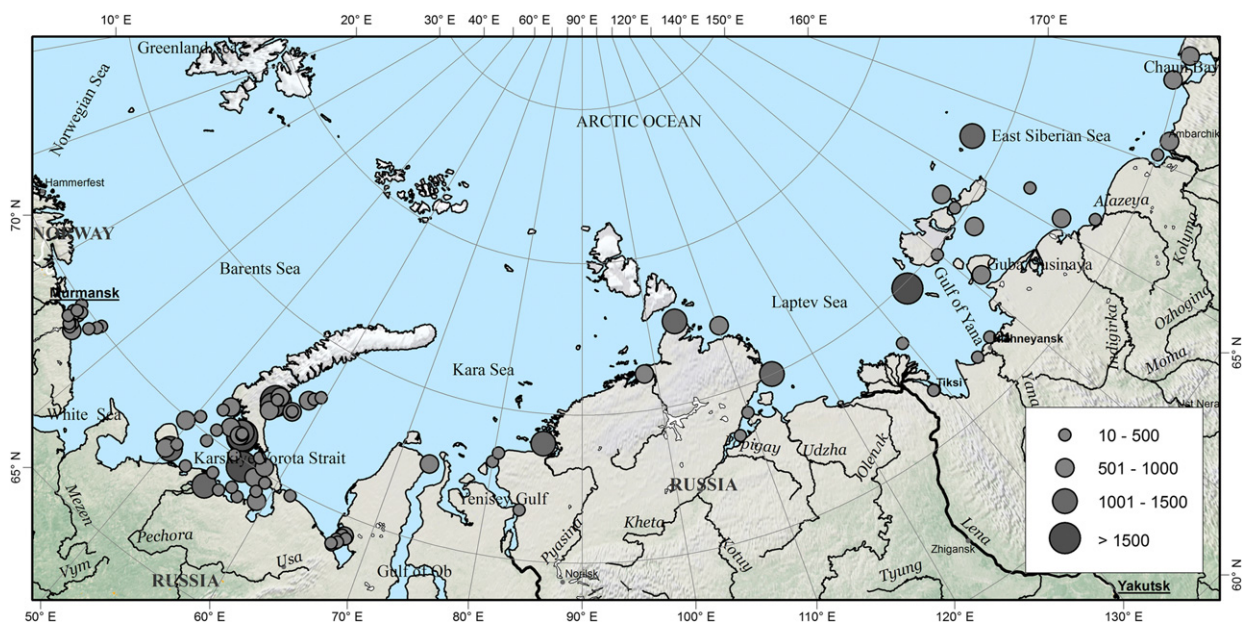 10° E 20° E 30° E 40° E 60° E 80° E 90° E 100° E 120° E 140° E 150° E 160° E 170° E
Greenland Sea
Chaun Bay
Norwegian Sea
ARCTIC OCEAN
East Siberian Sea
Ambarchik
Hammerfest
70° N
NORWAY
Alazeya
Kolyma
Barents Sea
Guba Gusinaya
Murmansk
Laptev Sea
Gulf of Yana
Ozhogina
Indigirka
65° N
Kara Sea
Moma
Tiksi
Yana
White Sea
10 - 500
Karskiye Vorota Strait
Udzha
Olenk
501 - 1000
65° N
RUSSIA
Yenisey Gulf
1001 - 1500
Mezen
Pechora
Kheta
Lena
> 1500
Pyasina
Kotuy
Zhigansk
Usa
Vym
RUSSIA
Gulf of Ob
Norilsk
Tyung
Yakutsk
60° N
50° E 60° E 70° E 80° E 90° E 100° E 110° E 120° E 130° E